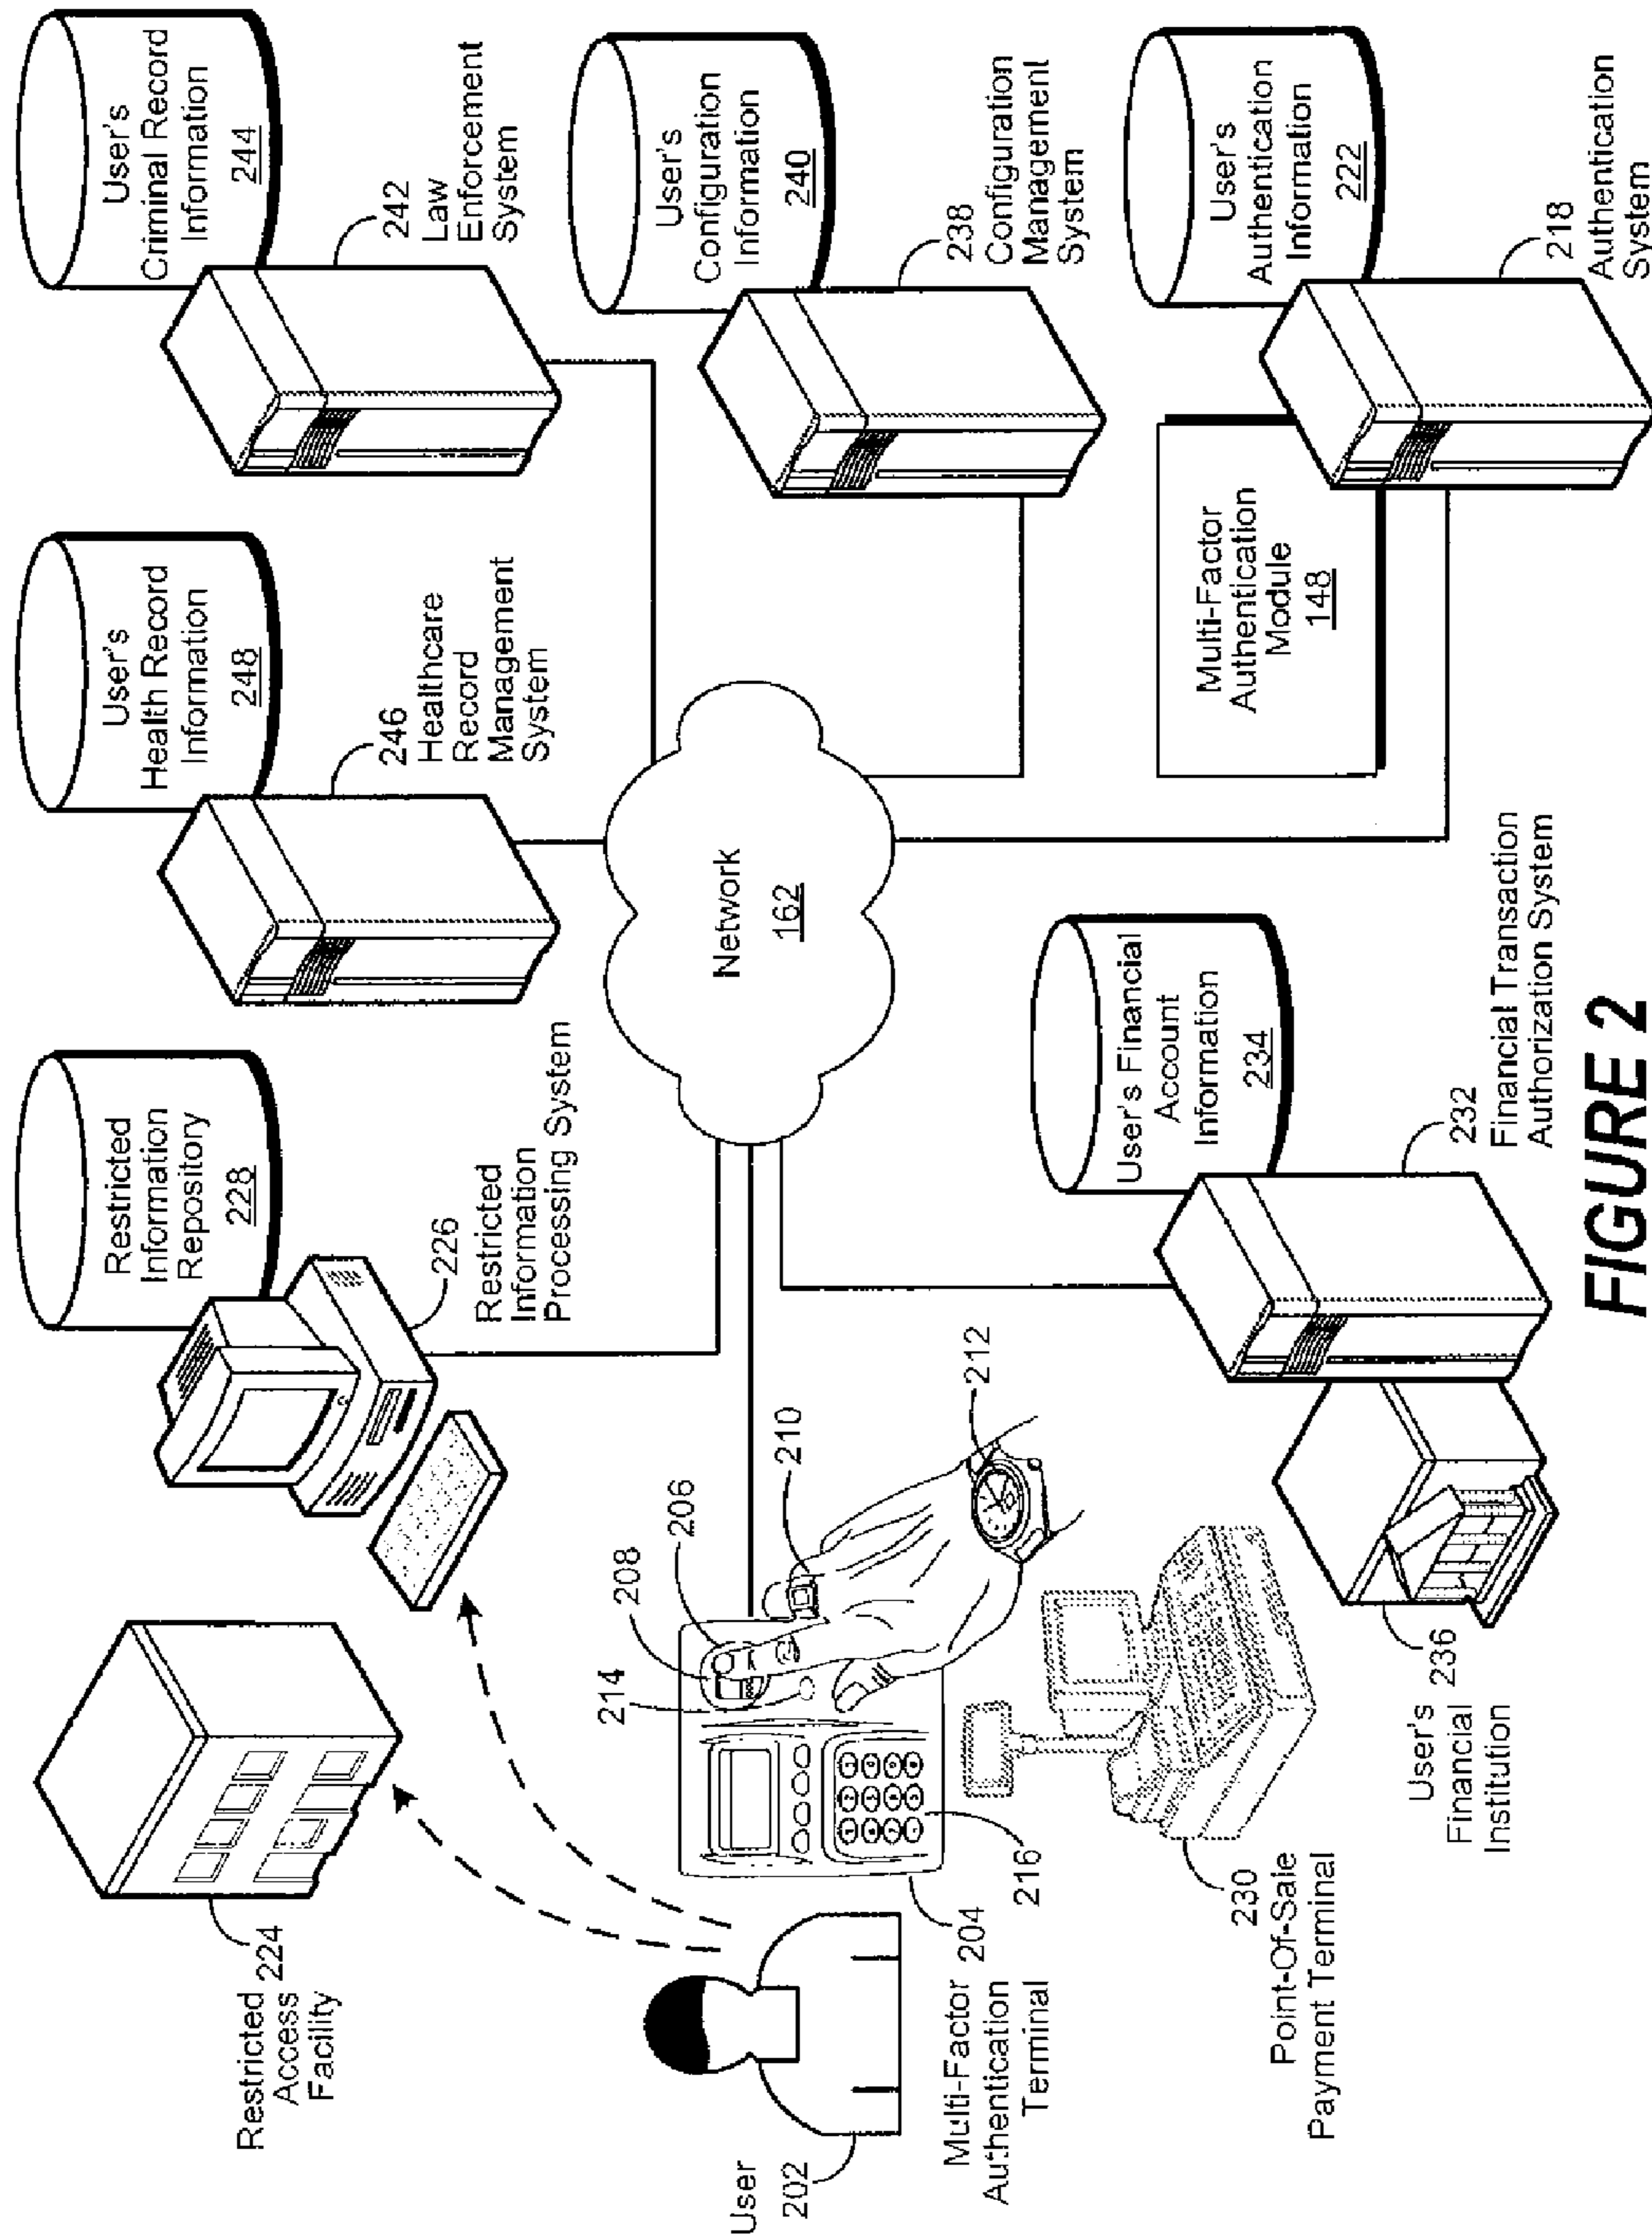 Restricted
Access
Facility
224
Restricted
Information
Repository
228
226
Restricted
Information
Processing System
User's
Health Record
Information
248
246
Healthcare
Record
Management
System
User's
Criminal Record
Information
244
242
Law
Enforcement
System
User
202
214
208
206
210
212
216
204
Multi-Factor
Authentication
Terminal
Network
162
User's
Configuration
Information
240
238
Configuration
Management
System
230
Point-Of-Sale
Payment Terminal
User's
Financial
Institution
236
User's Financial
Account
Information
234
232
Financial Transaction
Authorization System
Multi-Factor
Authentication
Module
148
User's
Authentication
Information
222
218
Authentication
System
FIGURE 2